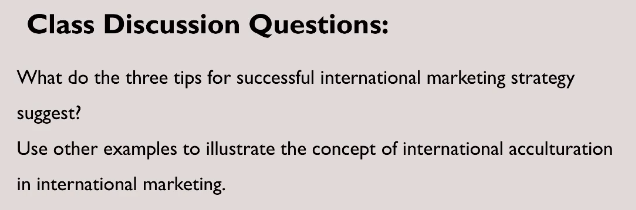 Class Discussion Questions:
What do the three tips for successful international marketing strategy
suggest?
Use other examples to illustrate the concept of international acculturation
in international marketing.